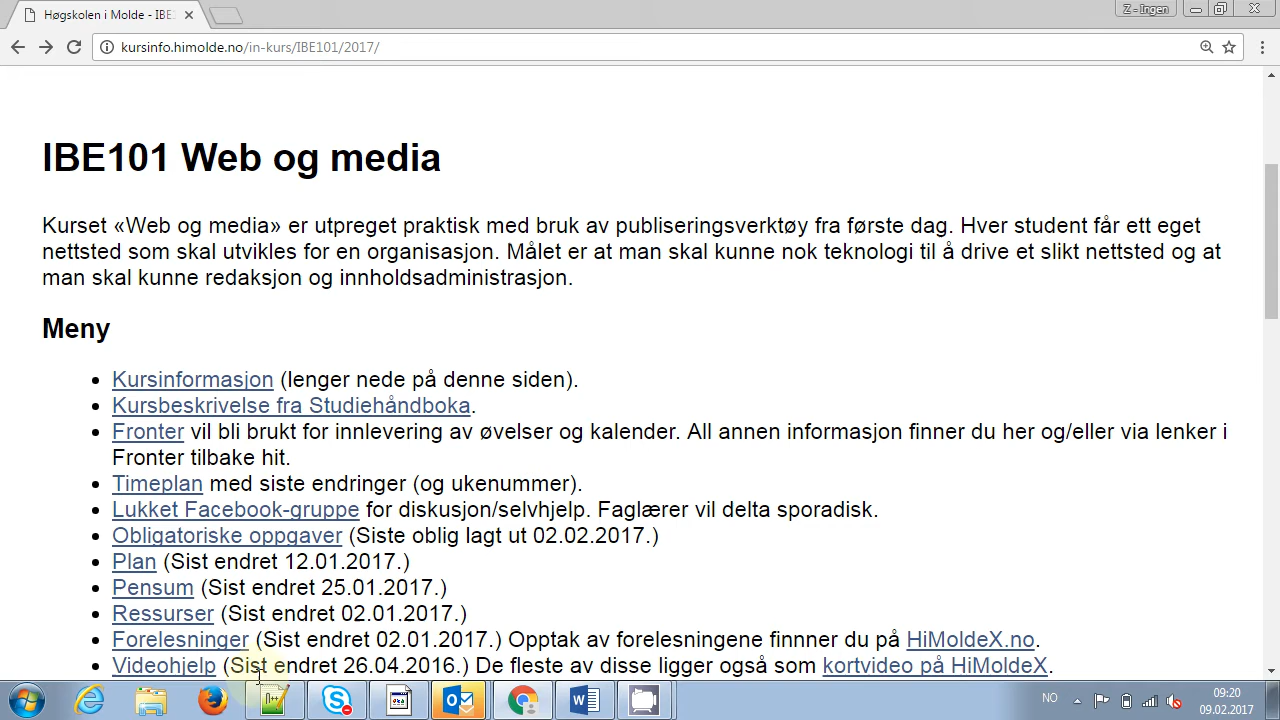 Høgskolen i Molde - IBE
Z - Ingen
kursinfo.himolde.no/in-kurs/IBE101/2017/
IBE101 Web og media
Kurset «Web og media» er utpreget praktisk med bruk av publiseringsverktøy fra første dag. Hver student får ett eget
nettsted som skal utvikles for en organisasjon. Målet er at man skal kunne nok teknologi til å drive et slikt nettsted og at
man skal kunne redaksjon og innholdsadministrasjon.
Meny
Kursinformasjon (lenger nede på denne siden).
Kursbeskrivelse fra Studiehåndboka.
Fronter vil bli brukt for innlevering av øvelser og kalender. All annen informasjon finner du her og/eller via lenker i
Fronter tilbake hit.
Timeplan med siste endringer (og ukenummer).
Lukket Facebook-gruppe for diskusjon/selvhjelp. Faglærer vil delta sporadisk.
Obligatoriske oppgaver (Siste oblig lagt ut 02.02.2017.)
Plan (Sist endret 12.01.2017.)
Pensum (Sist endret 25.01.2017.)
Ressurser (Sist endret 02.01.2017.)
Forelesninger (Sist endret 02.01.2017.) Opptak av forelesningene finnner du på HiMoldeX.no.
Videohjelp (Sist endret 26.04.2016.) De fleste av disse ligger også som kortvideo på HiMoldeX.
NO
09:20
09.02.2017